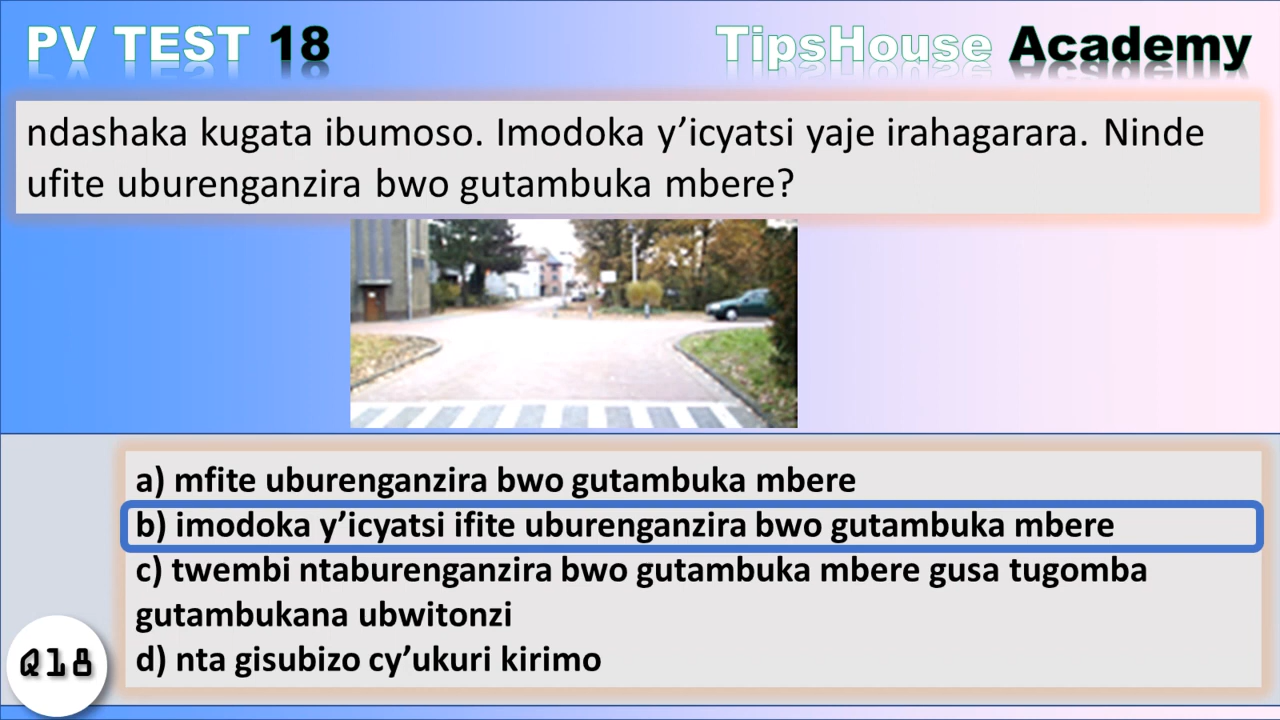 PV TEST 18
TipsHouse Academy
ndashaka kugata ibumoso. Imodoka y’icyatsi yaje irahagarara. Ninde
ufite uburenganzira bwo gutambuka mbere?
a) mfite uburenganzira bwo gutambuka mbere
b) imodoka y’icyatsi ifite uburenganzira bwo gutambuka mbere
c) twembi ntaburenganzira bwo gutambuka mbere gusa tugomba
gutambukana ubwitonzi
d) nta gisubizo cy’ukuri kirimo
Q18